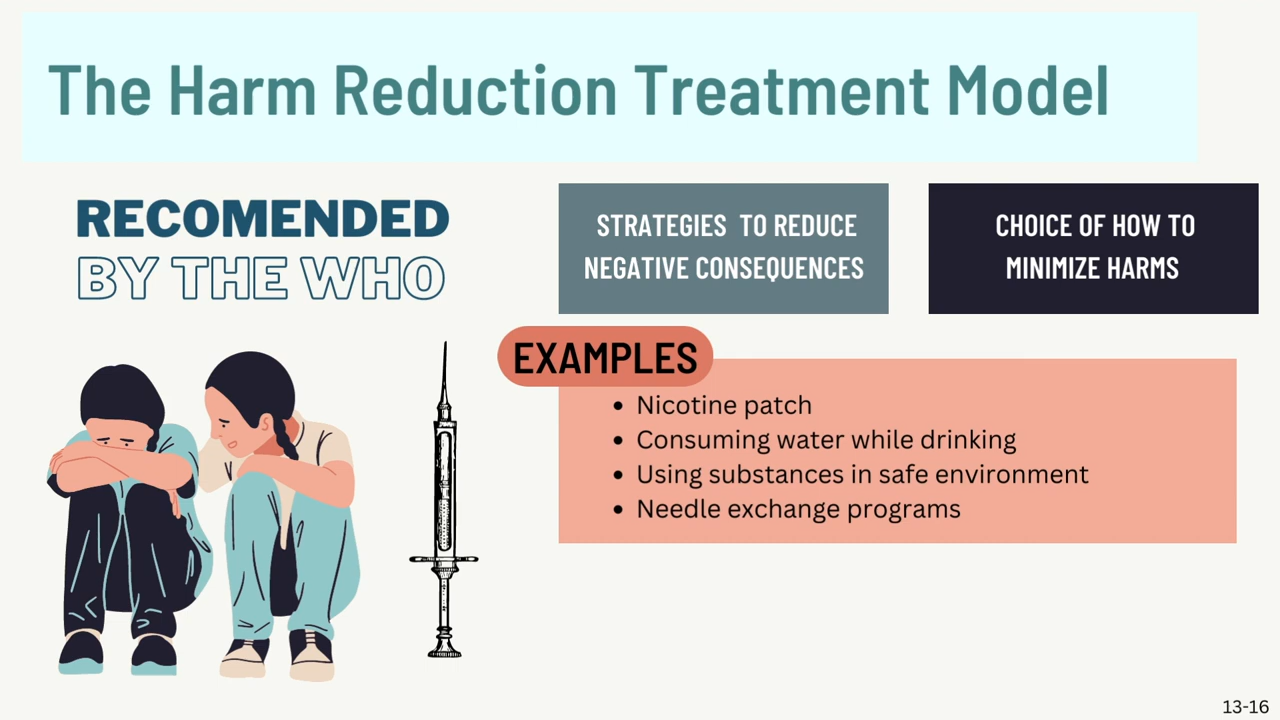 The Harm Reduction Treatment Model
RECOMENDED
BY THE WHO
STRATEGIES TO REDUCE
NEGATIVE CONSEQUENCES
CHOICE OF HOW TO
MINIMIZE HARMS
EXAMPLES
• Nicotine patch
• Consuming water while drinking
• Using substances in safe environment
• Needle exchange programs
13-16